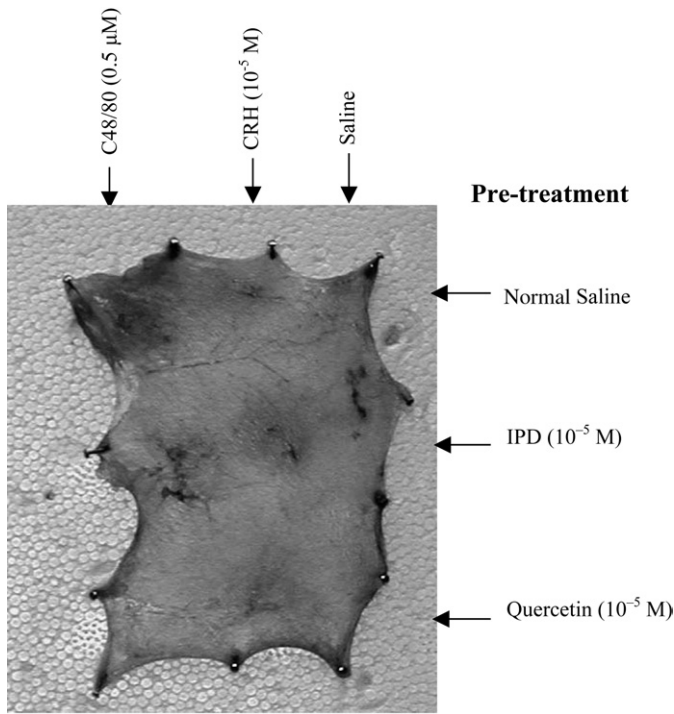 C48/80 (0.5 µM)
CRH (10⁻⁵ M)
Saline
Pre-treatment
Normal Saline
IPD (10⁻⁵ M)
Quercetin (10⁻⁵ M)